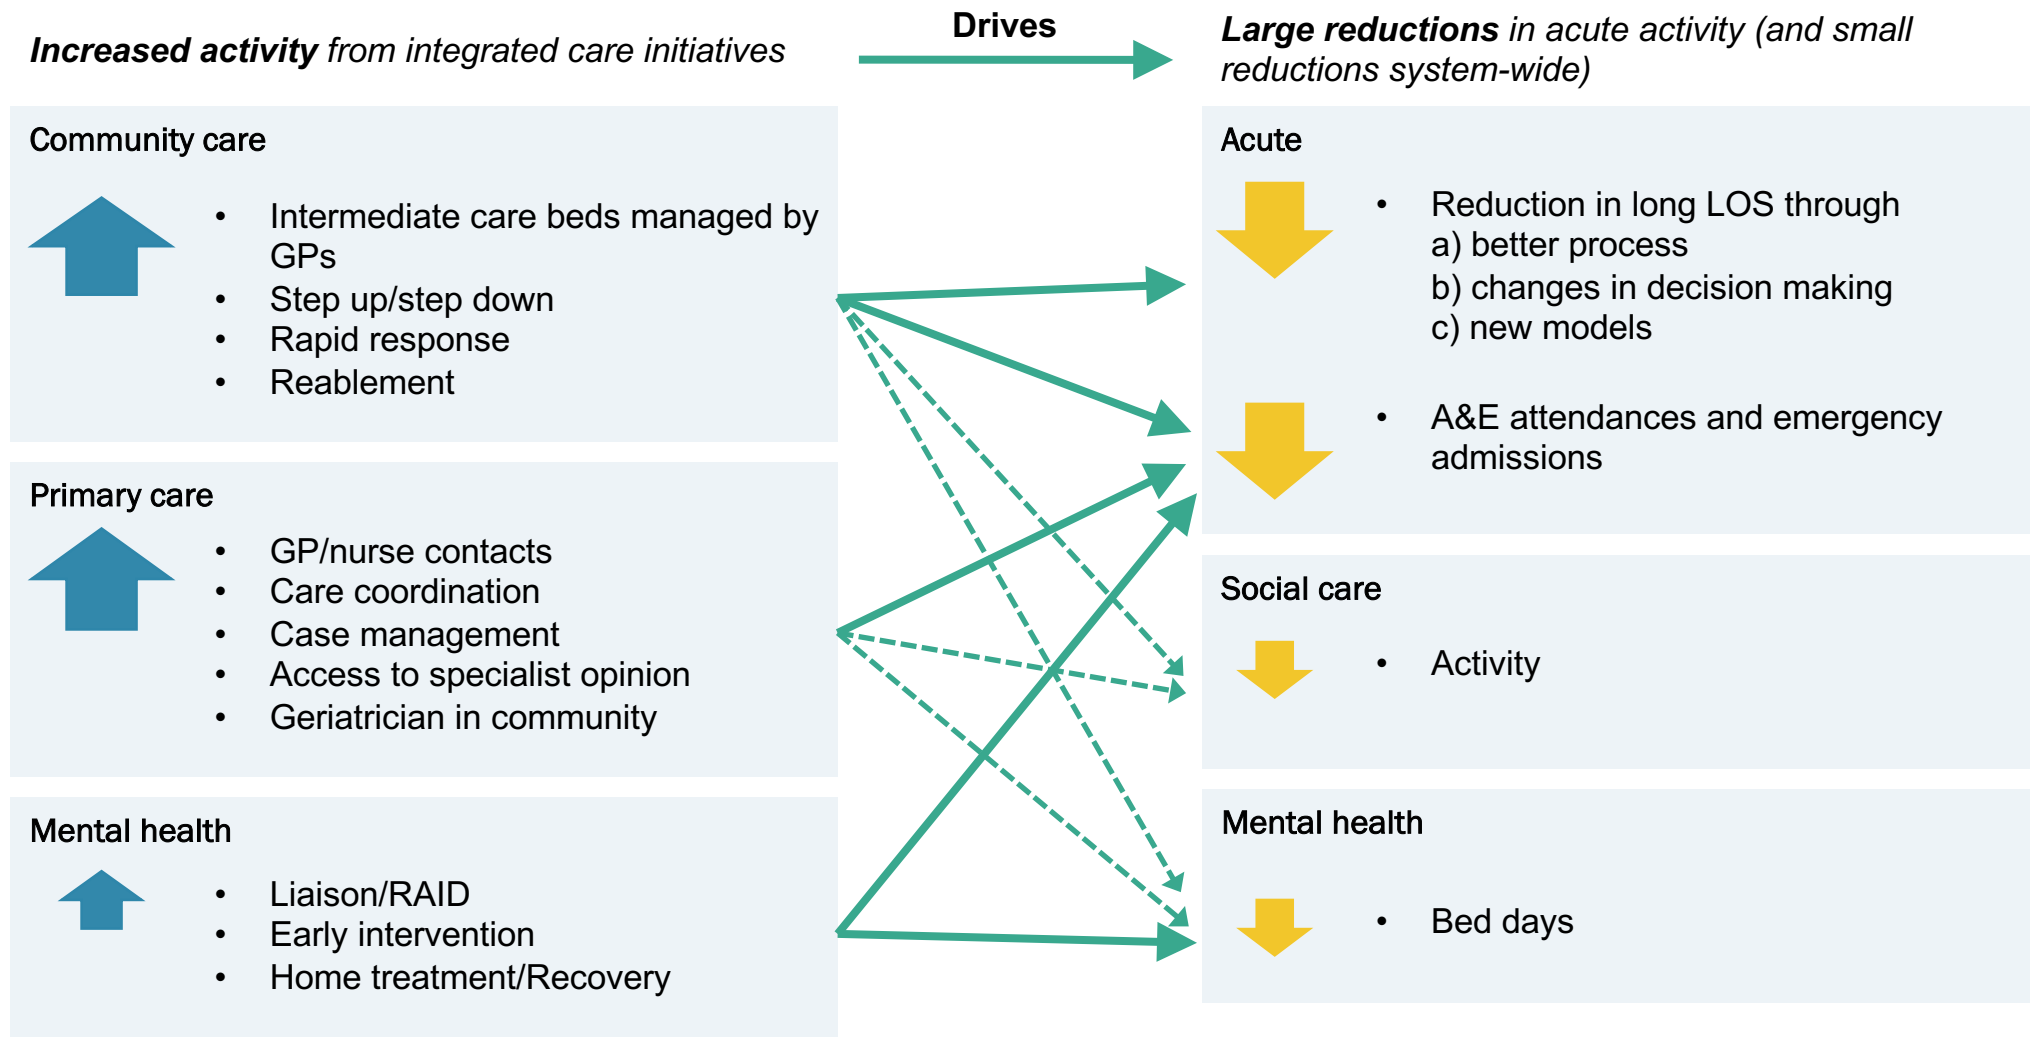 Increased activity from integrated care initiatives
Drives
Large reductions in acute activity (and small
reductions system-wide)
Community care
• Intermediate care beds managed by
GPs
• Step up/step down
• Rapid response
• Reablement
Primary care
• GP/nurse contacts
• Care coordination
• Case management
• Access to specialist opinion
• Geriatrician in community
Mental health
• Liaison/RAID
• Early intervention
• Home treatment/Recovery
Acute
• Reduction in long LOS through
a) better process
b) changes in decision making
c) new models
• A&E attendances and emergency
admissions
Social care
• Activity
Mental health
• Bed days